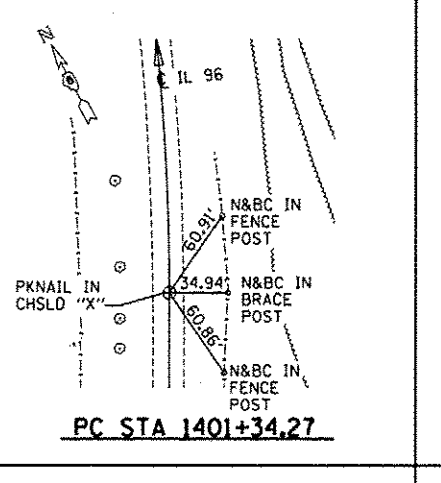 N
℄ IL 96
N&BC IN
FENCE
POST
60.91'
PKNAIL IN
CHSLD "X"
34.94'
N&BC IN
BRACE
POST
60.86'
N&BC IN
FENCE
POST
PC STA 1401+34.27